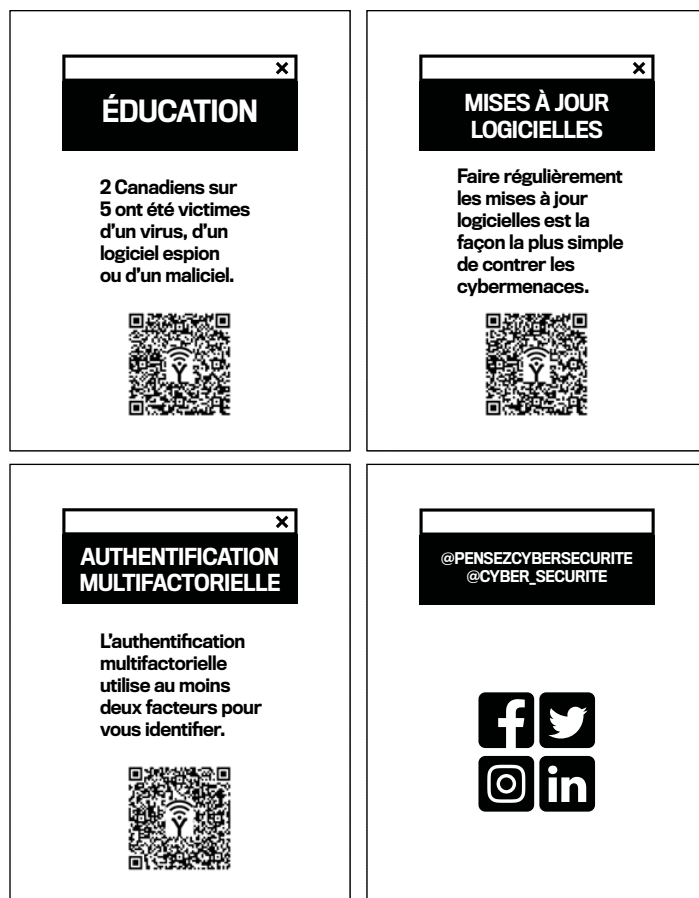 ÉDUCATION
2 Canadiens sur
5 ont été victimes
d’un virus, d’un
logiciel espion
ou d’un maliciel.
MISES À JOUR
LOGICIELLES
Faire régulièrement
les mises à jour
logicielles est la
façon la plus simple
de contrer les
cybermenaces.
AUTHENTIFICATION
MULTIFACTORIELLE
L’authentification
multifactorielle
utilise au moins
deux facteurs pour
vous identifier.
@PENSEZCYBERSECURITE
@CYBER_SECURITE